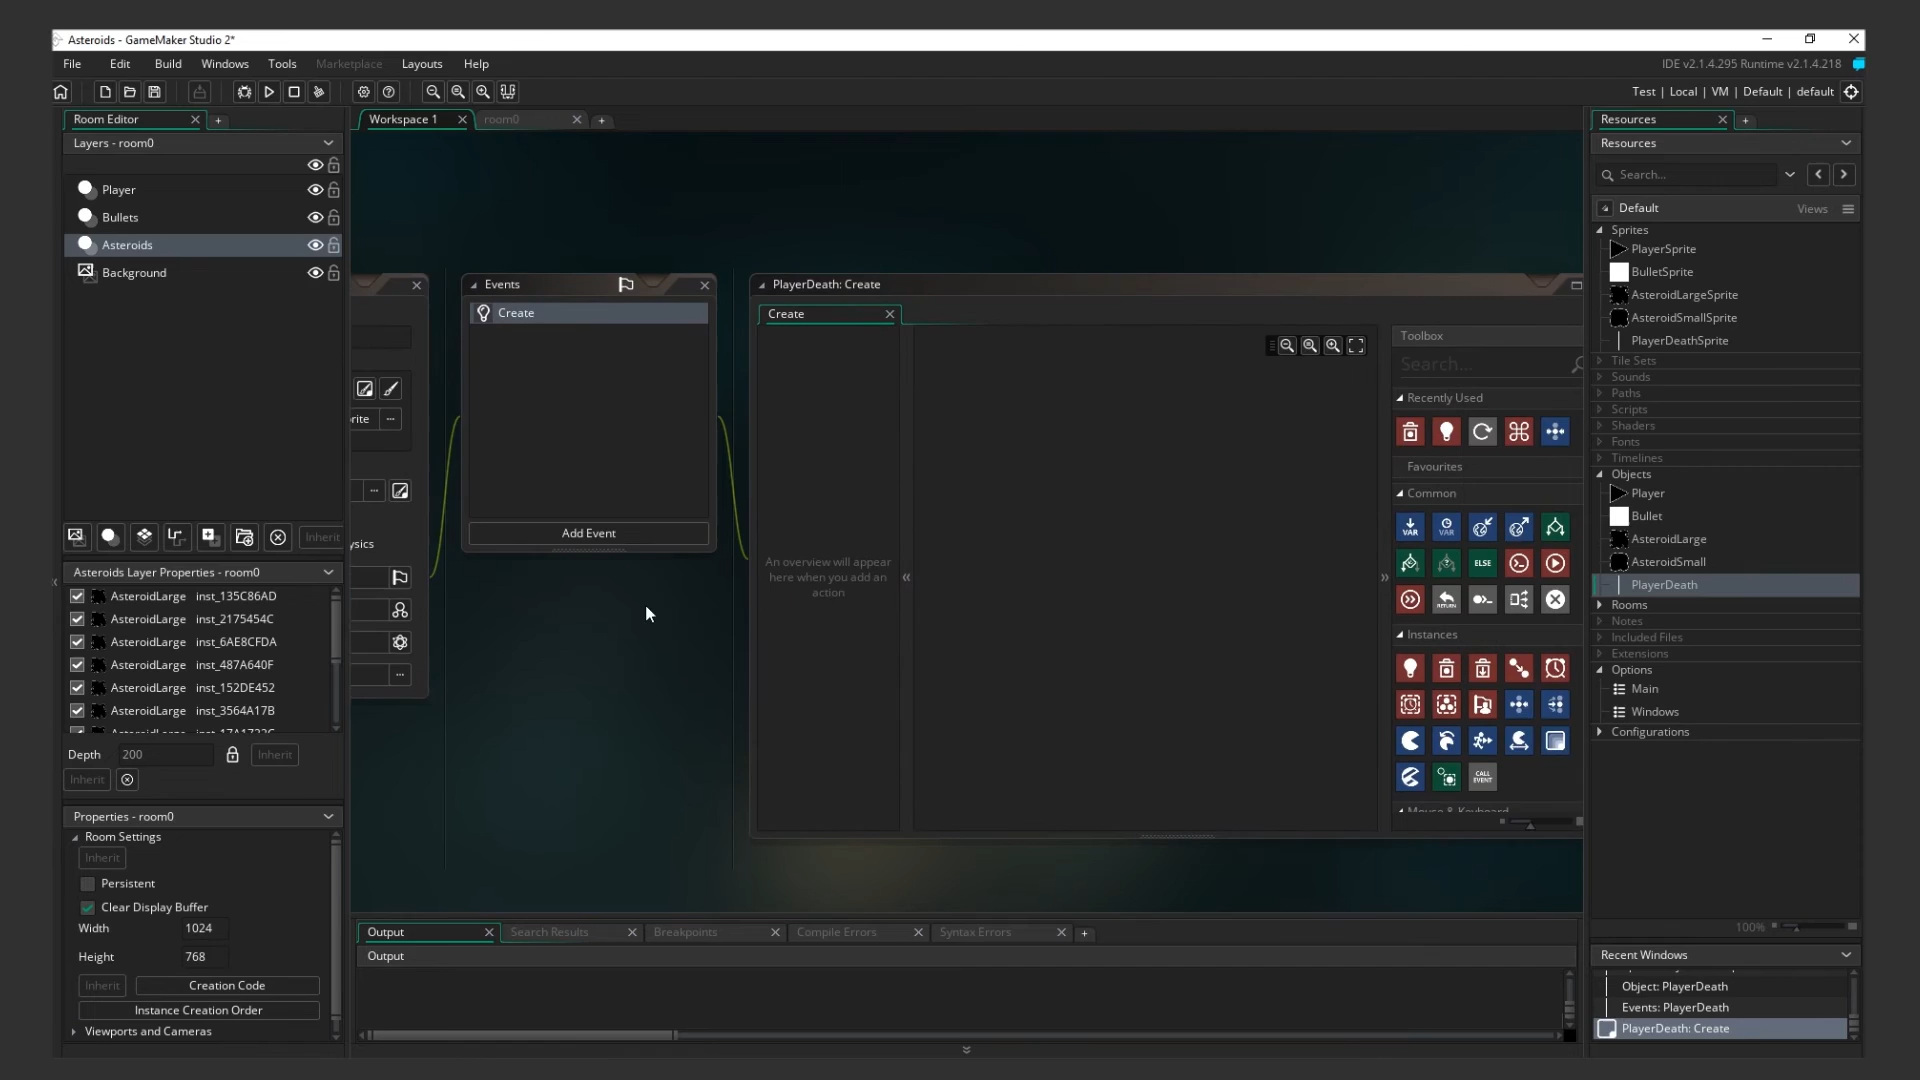 Asteroids - GameMaker Studio 2*
File Edit Build Windows Tools Marketplace Layouts Help
IDE v2.1.4.295 Runtime v2.1.4.218
Test | Local | VM | Default | default
Room Editor
Layers - room0
Player
Bullets
Asteroids
Background
Inherit
Asteroids Layer Properties - room0
AsteroidLarge inst_135C86AD
AsteroidLarge inst_2175454C
AsteroidLarge inst_6AE8CFDA
AsteroidLarge inst_487A640F
AsteroidLarge inst_152DE452
AsteroidLarge inst_3564A17B
Depth 200 Inherit
Inherit
Properties - room0
Room Settings
Inherit
Persistent
Clear Display Buffer
Width 1024
Height 768
Inherit Creation Code
Instance Creation Order
Viewports and Cameras
Workspace 1 room0
rite
ysics
Events
Create
Add Event
PlayerDeath: Create
Create
An overview will appear
here when you add an
action
Toolbox
Search...
Recently Used
Favourites
Common
VAR VAR
ELSE
RETURN
Instances
CALL
EVENT
Mouse & Keyboard
Output Search Results Breakpoints Compile Errors Syntax Errors
Output
Resources
Resources
Search...
Default Views
Sprites
PlayerSprite
BulletSprite
AsteroidLargeSprite
AsteroidSmallSprite
PlayerDeathSprite
Tile Sets
Sounds
Paths
Scripts
Shaders
Fonts
Timelines
Objects
Player
Bullet
AsteroidLarge
AsteroidSmall
PlayerDeath
Rooms
Notes
Included Files
Extensions
Options
Main
Windows
Configurations
100%
Recent Windows
Object: PlayerDeath
Events: PlayerDeath
PlayerDeath: Create